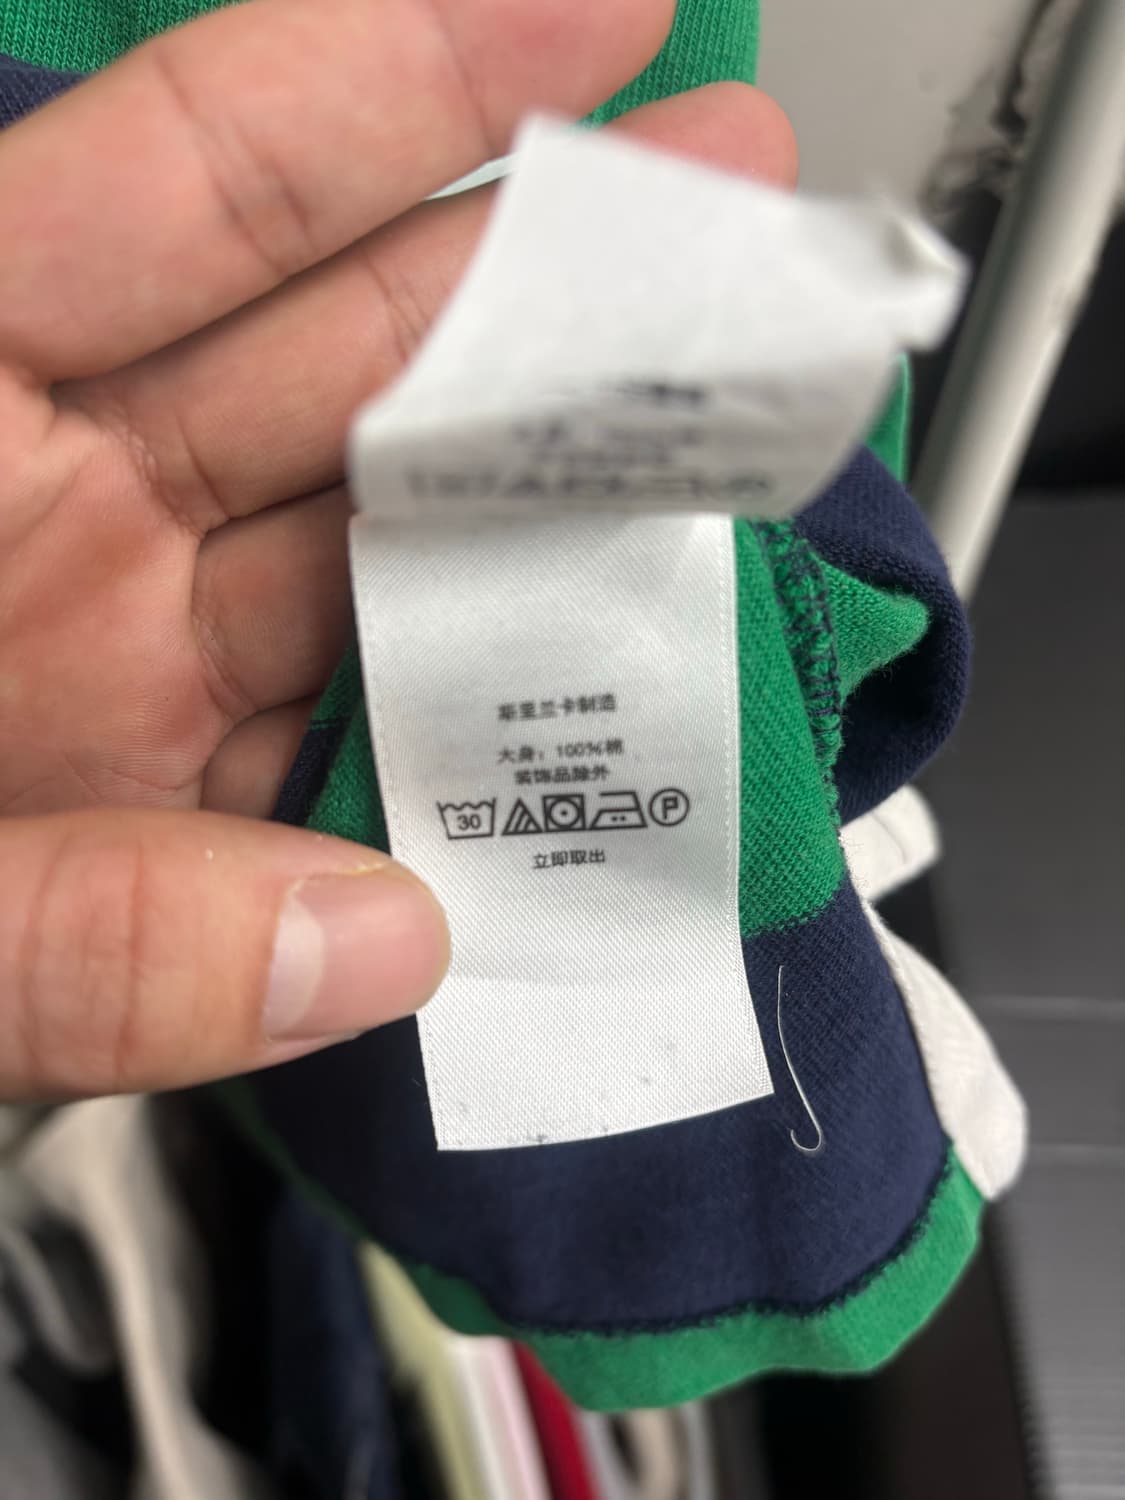 斯里兰卡制造
大身：100%棉
装饰品除外
30 P
立即取出